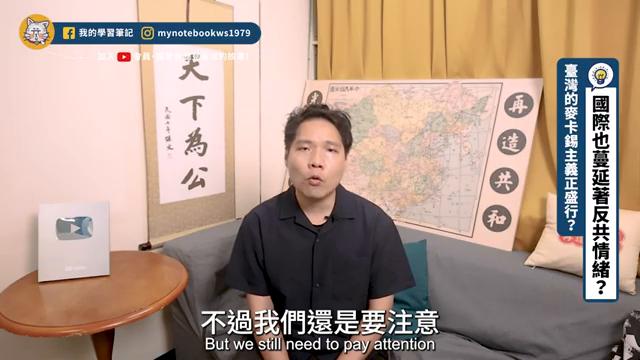 我的學習筆記
mynotebookws1979
加入
天下為公
再造共和
國際也蔓延著反共情緒？
臺灣的麥卡錫主義正盛行？
不過我們還是要注意
But we still need to pay attention